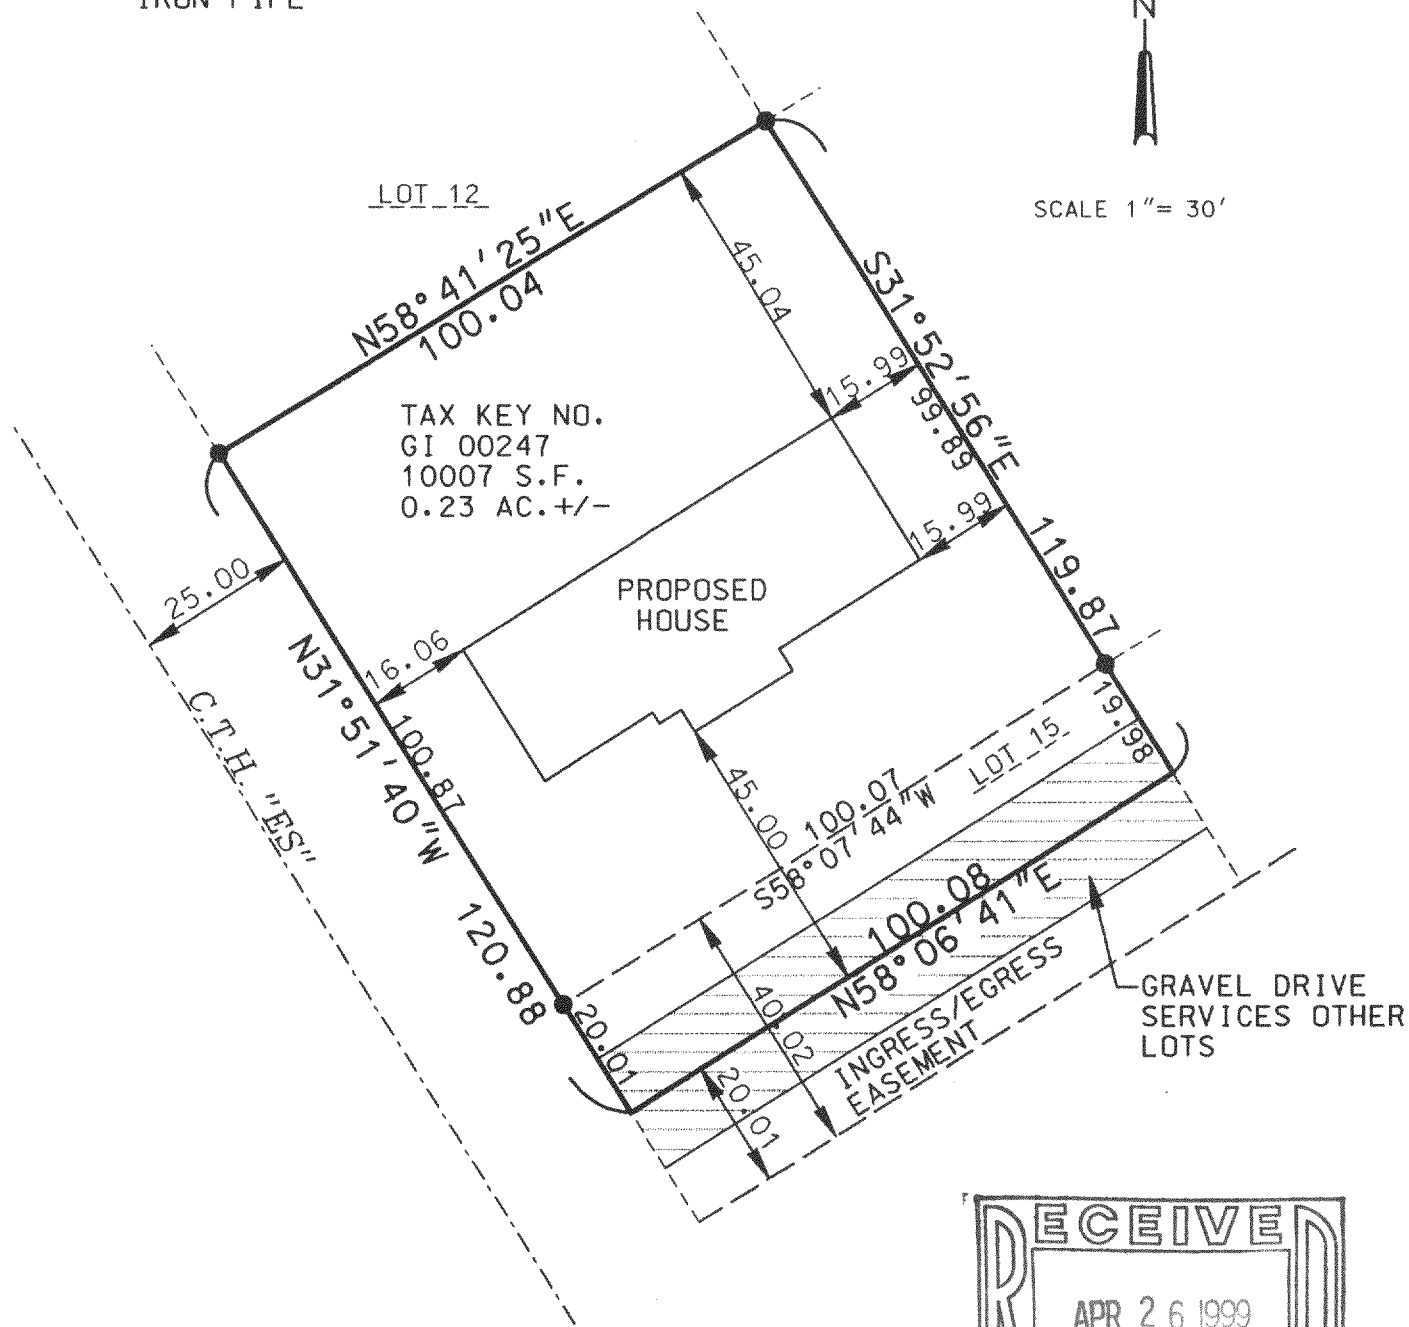 IRON PIPE
N
SCALE 1"= 30'
LOT 12
N58°41'25"E
100.04
45.04
S31°52'56"E
99.89
119.87
15.99
15.99
TAX KEY NO.
GI 00247
10007 S.F.
0.23 AC.+/-
25.00
16.06
PROPOSED
HOUSE
N31°51'40"W
100.87
120.88
C.T.H. "ES"
45.00
100.07
S58°07'44"W
LOT 15
19.98
100.08
N58°06'41"E
20.01
40.02
20.01
INGRESS/EGRESS
EASEMENT
GRAVEL DRIVE
SERVICES OTHER
LOTS
RECEIVED
APR 26 1999